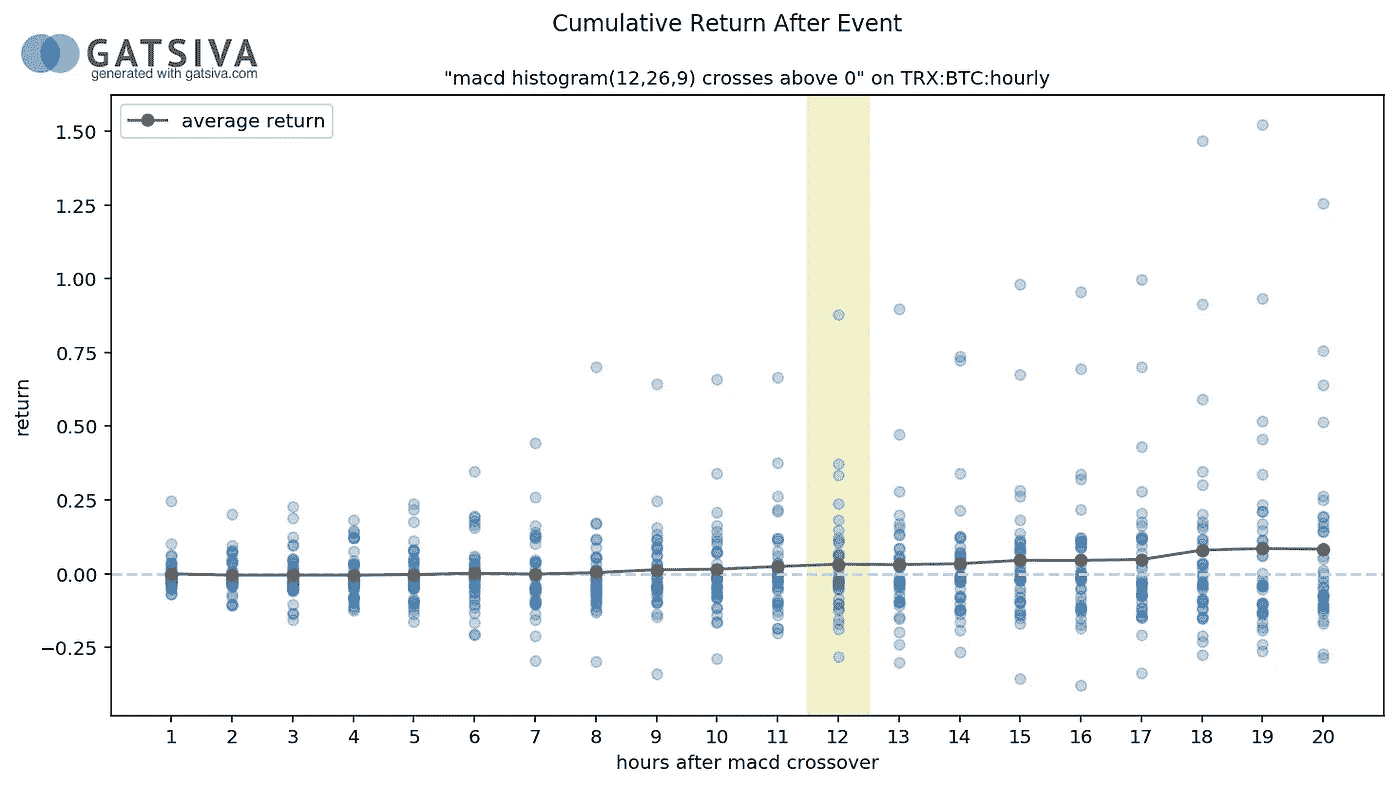 Cumulative Return After Event
GATSIVA
generated with gatsiva.com
"macd histogram(12,26,9) crosses above 0" on TRX:BTC:hourly
average return
1.50
1.25
1.00
0.75
0.50
0.25
0.00
−0.25
return
1 2 3 4 5 6 7 8 9 10 11 12 13 14 15 16 17 18 19 20
hours after macd crossover